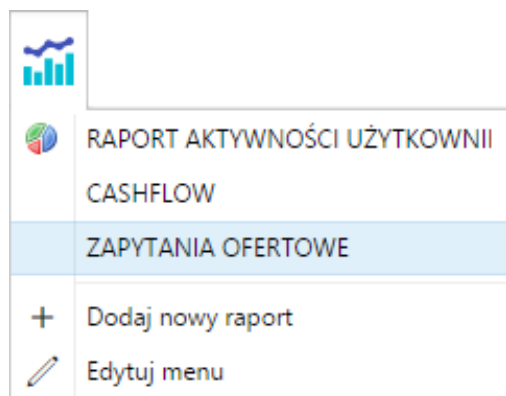 RAPORT AKTYWNOŚCI UŻYTKOWNII
CASHFLOW
ZAPYTANIA OFERTOWE
Dodaj nowy raport
Edytuj menu